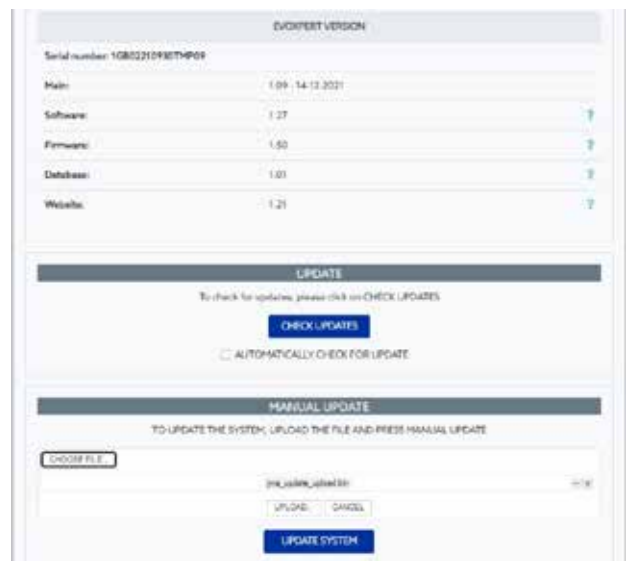 EVOXPERT VERSION
Serial number: 1GB02210930TMP09
Main: 1.09 - 14.12.2021
Software: 1.27 ?
Firmware: 1.50 ?
Database: 1.01 ?
Website: 1.21 ?
UPDATE
To check for updates, please click on CHECK UPDATES
CHECK UPDATES
AUTOMATICALLY CHECK FOR UPDATE
MANUAL UPDATE
TO UPDATE THE SYSTEM, UPLOAD THE FILE AND PRESS MANUAL UPDATE
CHOOSE FILE...
UPLOAD CANCEL
UPDATE SYSTEM